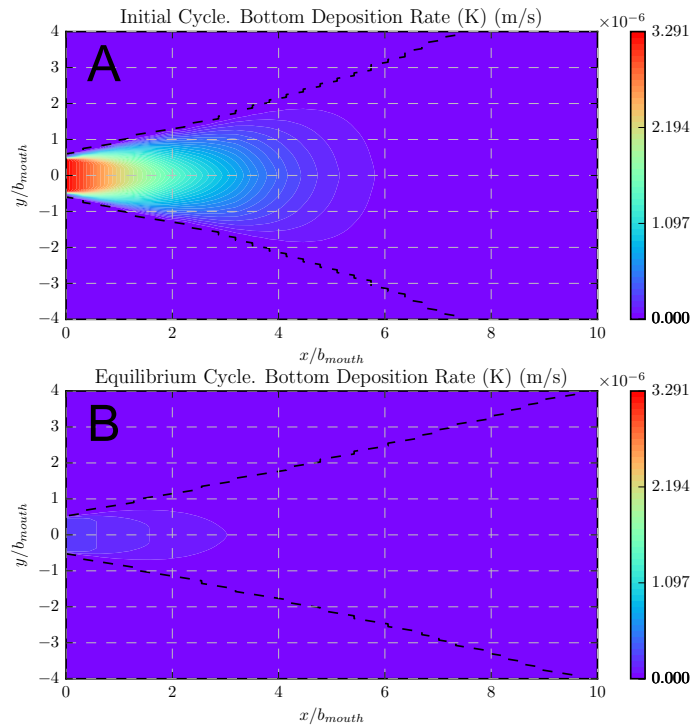 Initial Cycle. Bottom Deposition Rate (K) (m/s)
×10⁻⁶
A
4
3
2
1
0
−1
−2
−3
−4
y/b_mouth
0 2 4 6 8 10
x/b_mouth
3.291
2.194
1.097
0.000
Equilibrium Cycle. Bottom Deposition Rate (K) (m/s)
×10⁻⁶
B
4
3
2
1
0
−1
−2
−3
−4
y/b_mouth
0 2 4 6 8 10
x/b_mouth
3.291
2.194
1.097
0.000